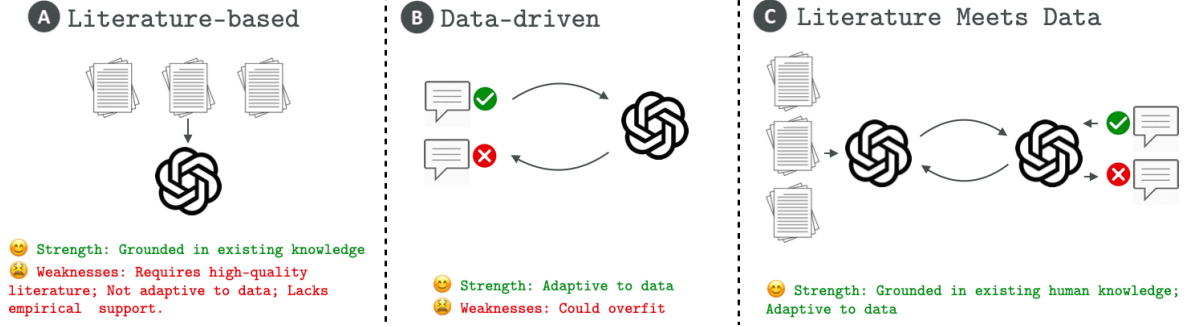 A Literature-based
😊 Strength: Grounded in existing knowledge
😫 Weaknesses: Requires high-quality
literature; Not adaptive to data; Lacks
empirical support.
B Data-driven
😊 Strength: Adaptive to data
😫 Weaknesses: Could overfit
C Literature Meets Data
😊 Strength: Grounded in existing human knowledge;
Adaptive to data